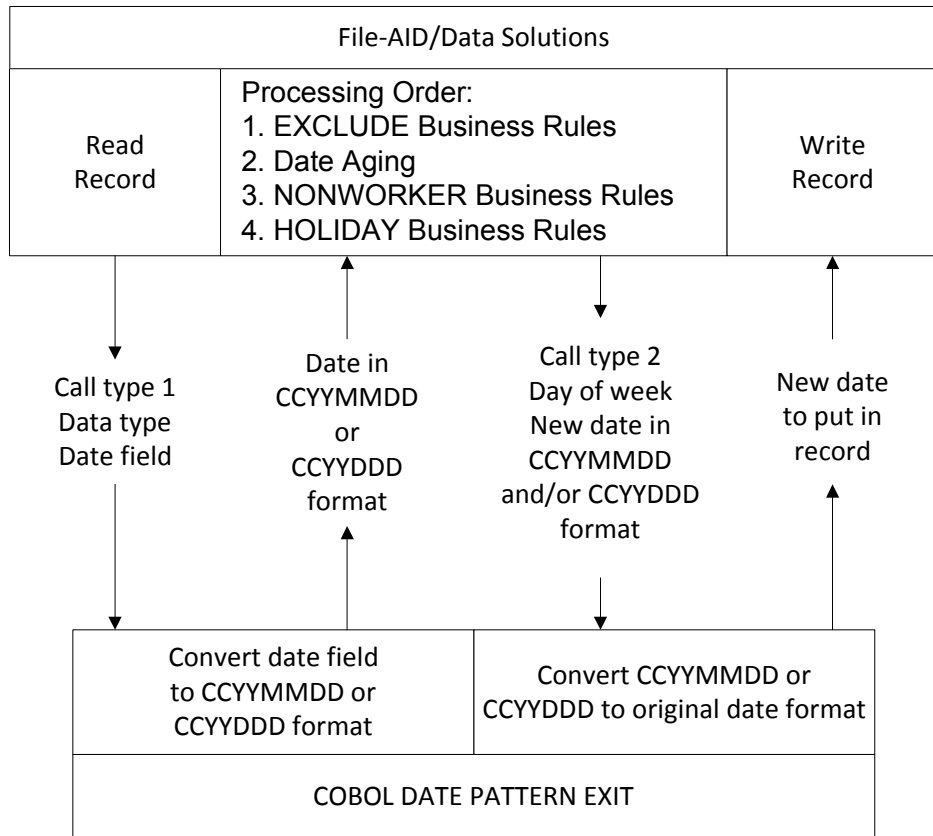 File-AID/Data Solutions
Read
Record
Processing Order:
1. EXCLUDE Business Rules
2. Date Aging
3. NONWORKER Business Rules
4. HOLIDAY Business Rules
Write
Record
Call type 1
Data type
Date field
Date in
CCYYMMDD
or
CCYYDDD
format
Call type 2
Day of week
New date in
CCYYMMDD
and/or CCYYDDD
format
New date
to put in
record
Convert date field
to CCYYMMDD or
CCYYDDD format
Convert CCYYMMDD or
CCYYDDD to original date format
COBOL DATE PATTERN EXIT